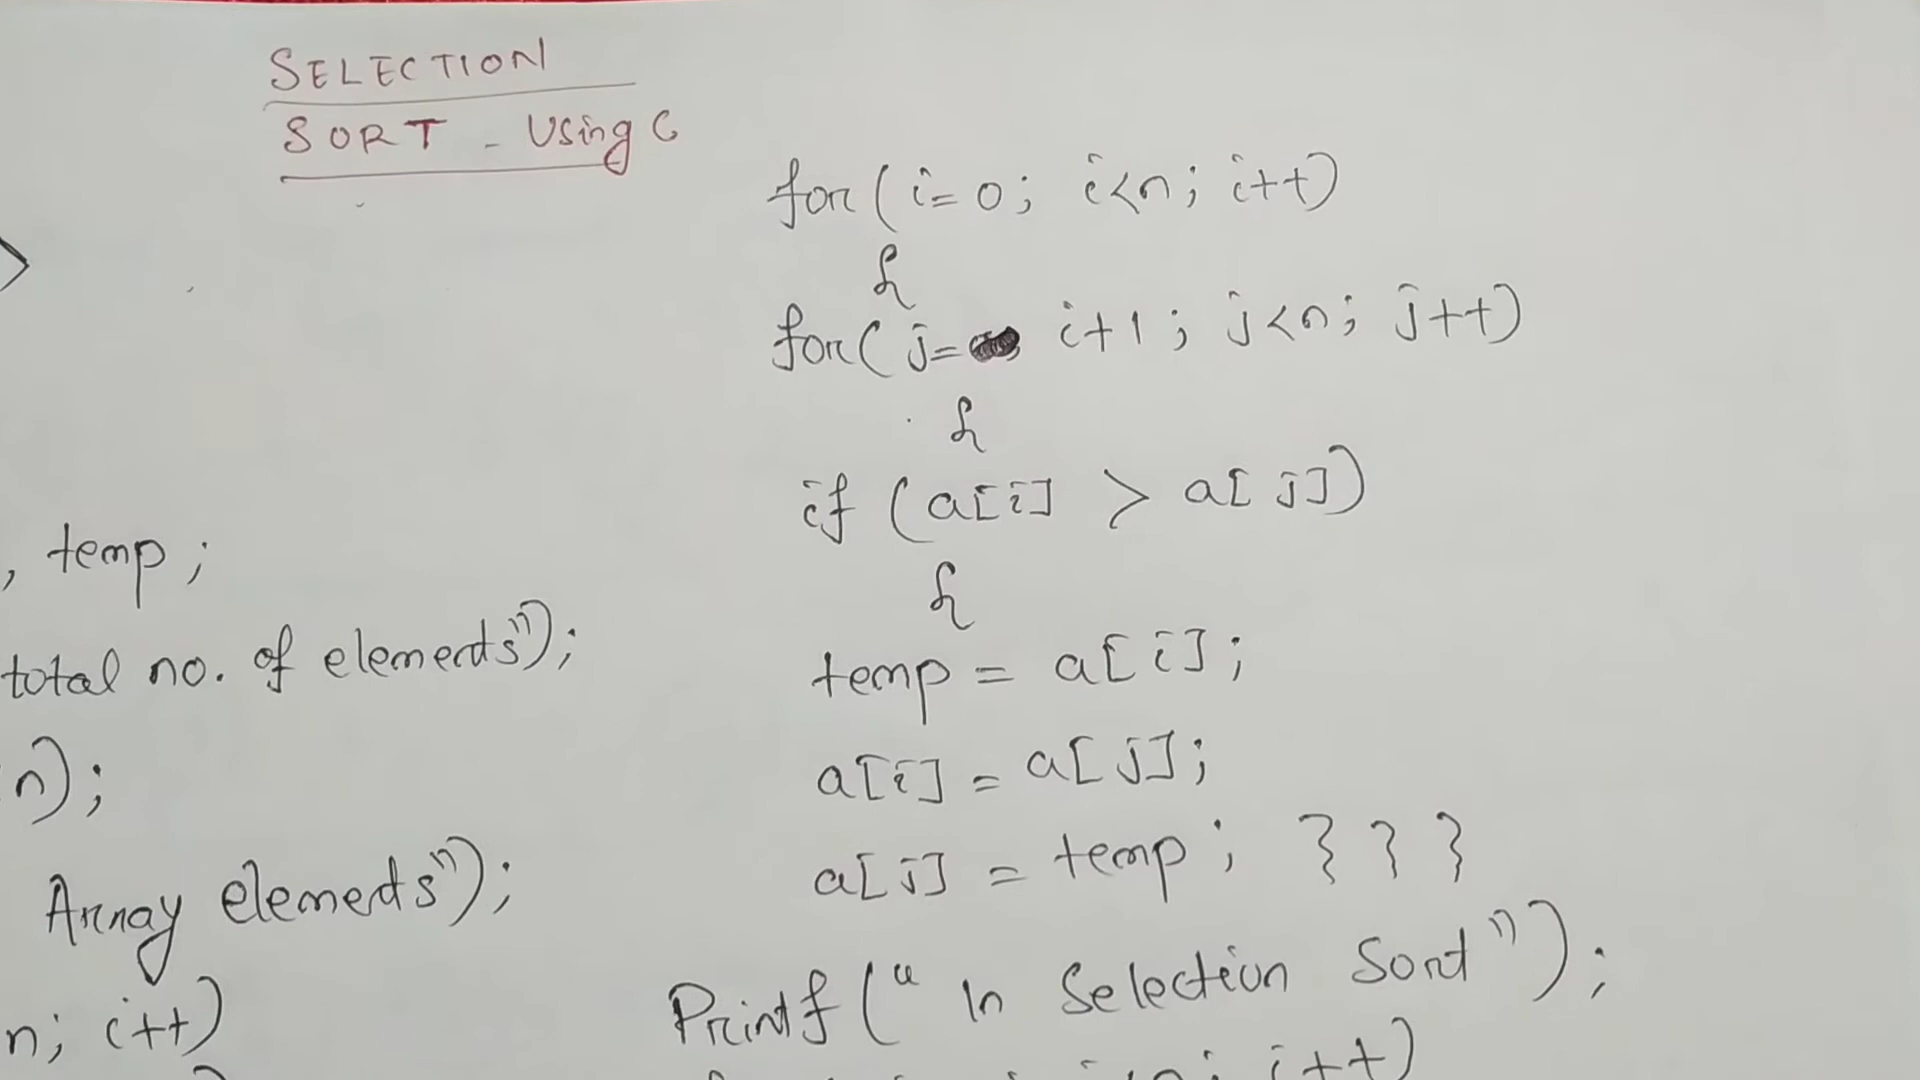 SELECTION
SORT - Using C
>
, temp;
total no. of elements");
n);
Array elements");
n; i++)
for(i=0; i<n; i++)
{
for(j= i+1; j<n; j++)
{
if (a[i] > a[j])
{
temp = a[i];
a[i] = a[j];
a[j] = temp; } } }
Printf(" In Selection Sort");
i++)